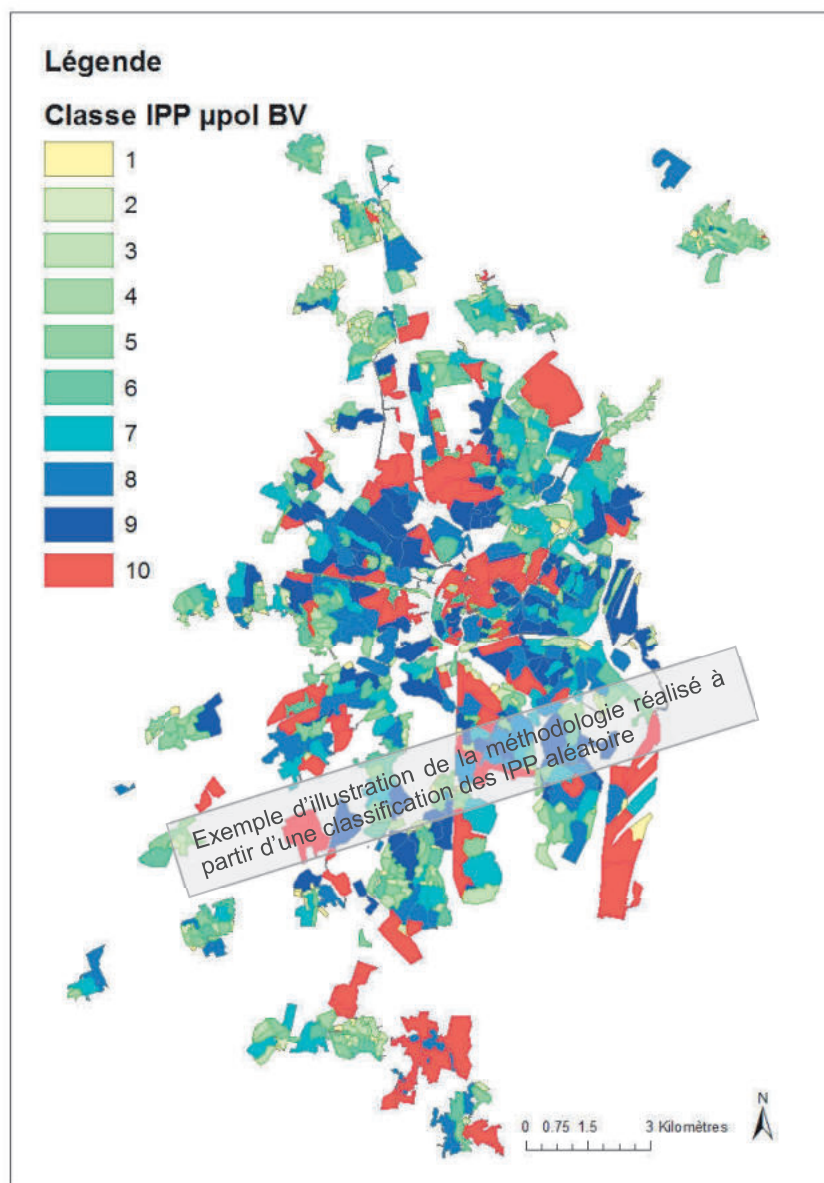 Légende
Classe IPP µpol BV
1
2
3
4
5
6
7
8
9
10
Exemple d'illustration de la méthodologie réalisé à
partir d'une classification des IPP aléatoire
N
0 0.75 1.5 3 Kilomètres